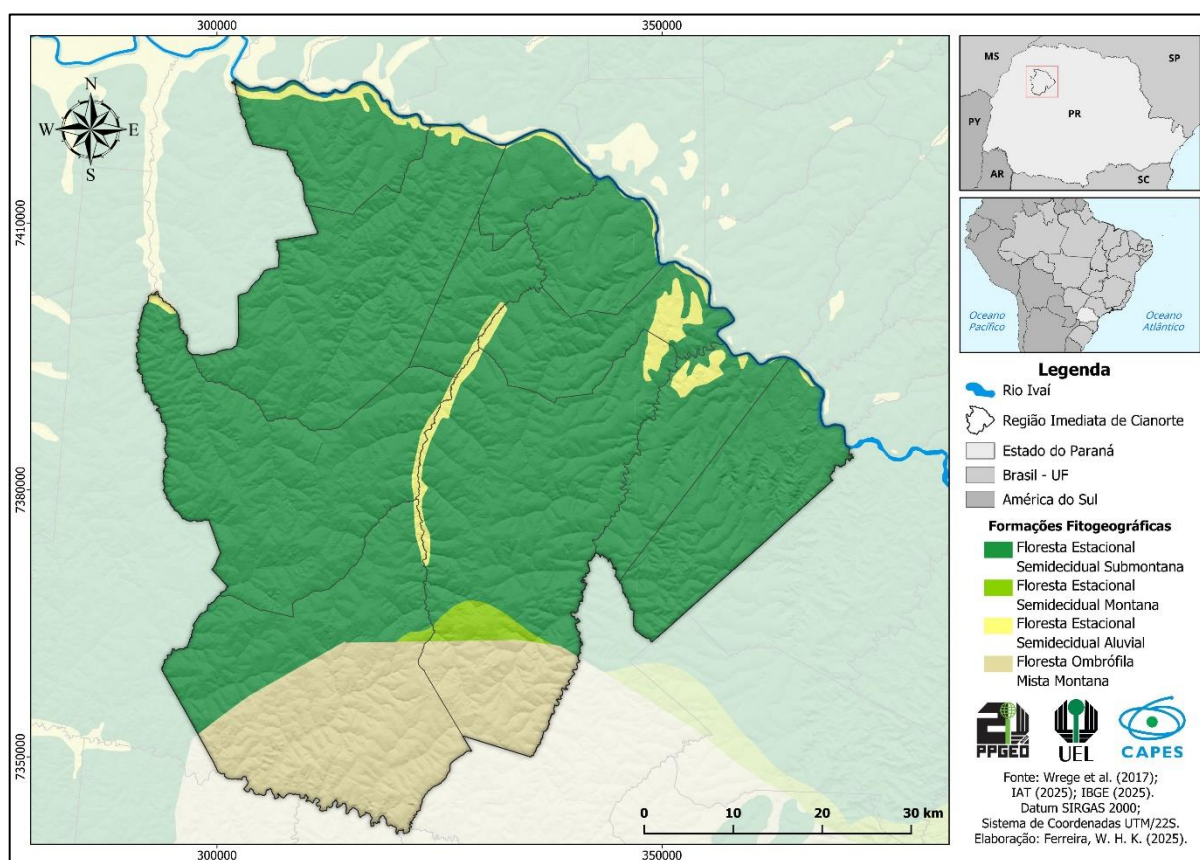 300000
350000
N
W
E
S
7410000
7380000
7350000
0
10
20
30 km
300000
350000
MS
SP
PY
PR
AR
SC
Oceano
Pacífico
Oceano
Atlântico
Legenda
Rio Ivaí
Região Imediata de Cianorte
Estado do Paraná
Brasil - UF
América do Sul
Formações Fitogeográficas
Floresta Estacional
Semidecidual Submontana
Floresta Estacional
Semidecidual Montana
Floresta Estacional
Semidecidual Aluvial
Floresta Ombrófila
Mista Montana
PPGEO
UEL
CAPES
Fonte: Wrege et al. (2017);
IAT (2025); IBGE (2025).
Datum SIRGAS 2000;
Sistema de Coordenadas UTM/22S.
Elaboração: Ferreira, W. H. K. (2025).